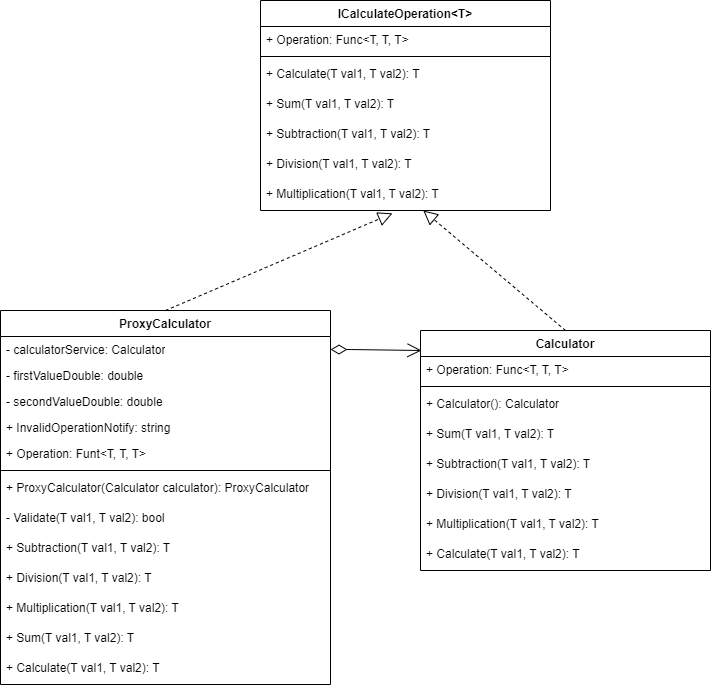 ICalculateOperation<T>
+ Operation: Func<T, T, T>
+ Calculate(T val1, T val2): T
+ Sum(T val1, T val2): T
+ Subtraction(T val1, T val2): T
+ Division(T val1, T val2): T
+ Multiplication(T val1, T val2): T
ProxyCalculator
- calculatorService: Calculator
- firstValueDouble: double
- secondValueDouble: double
+ InvalidOperationNotify: string
+ Operation: Funt<T, T, T>
+ ProxyCalculator(Calculator calculator): ProxyCalculator
- Validate(T val1, T val2): bool
+ Subtraction(T val1, T val2): T
+ Division(T val1, T val2): T
+ Multiplication(T val1, T val2): T
+ Sum(T val1, T val2): T
+ Calculate(T val1, T val2): T
Calculator
+ Operation: Func<T, T, T>
+ Calculator(): Calculator
+ Sum(T val1, T val2): T
+ Subtraction(T val1, T val2): T
+ Division(T val1, T val2): T
+ Multiplication(T val1, T val2): T
+ Calculate(T val1, T val2): T